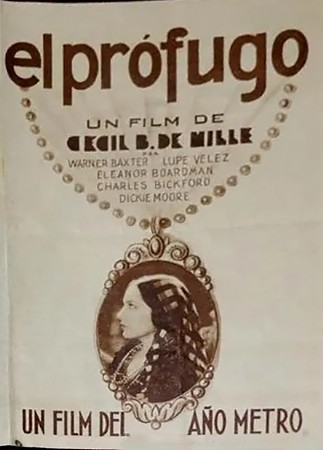 el prófugo
UN FILM DE
CECIL B. DE MILLE
PAR
WARNER BAXTER LUPE VELEZ
ELEANOR BOARDMAN
CHARLES BICKFORD
DICKIE MOORE
UN FILM DEL AÑO METRO